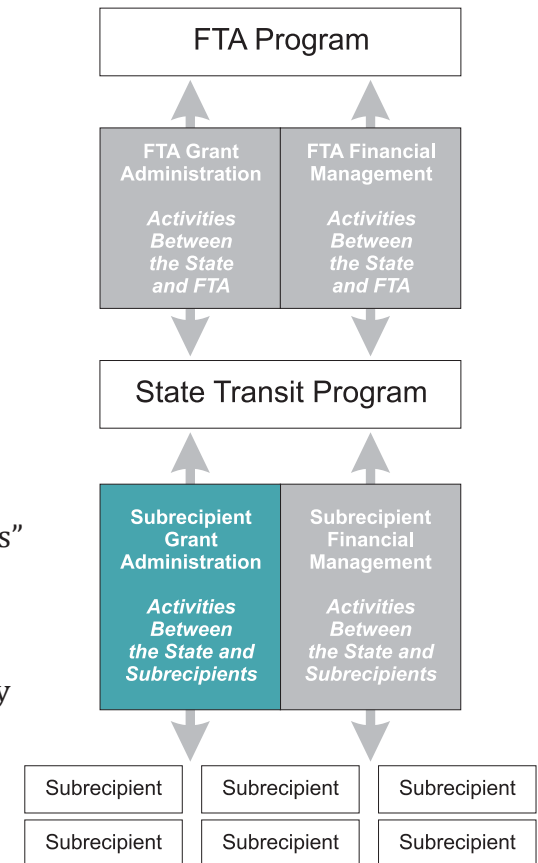 FTA Program
FTA Grant
Administration
Activities
Between
the State
and FTA
FTA Financial
Management
Activities
Between
the State
and FTA
State Transit Program
s”
y
Subrecipient
Grant
Administration
Activities
Between
the State and
Subrecipients
Subrecipient
Financial
Management
Activities
Between
the State and
Subrecipients
Subrecipient
Subrecipient
Subrecipient
Subrecipient
Subrecipient
Subrecipient